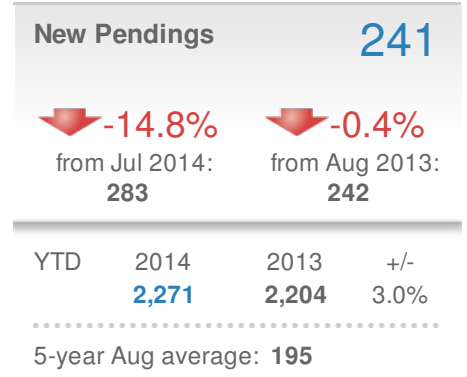 New Pendings 241
-14.8% -0.4%
from Jul 2014: from Aug 2013:
283 242
YTD 2014 2013 +/-
2,271 2,204 3.0%
5-year Aug average: 195